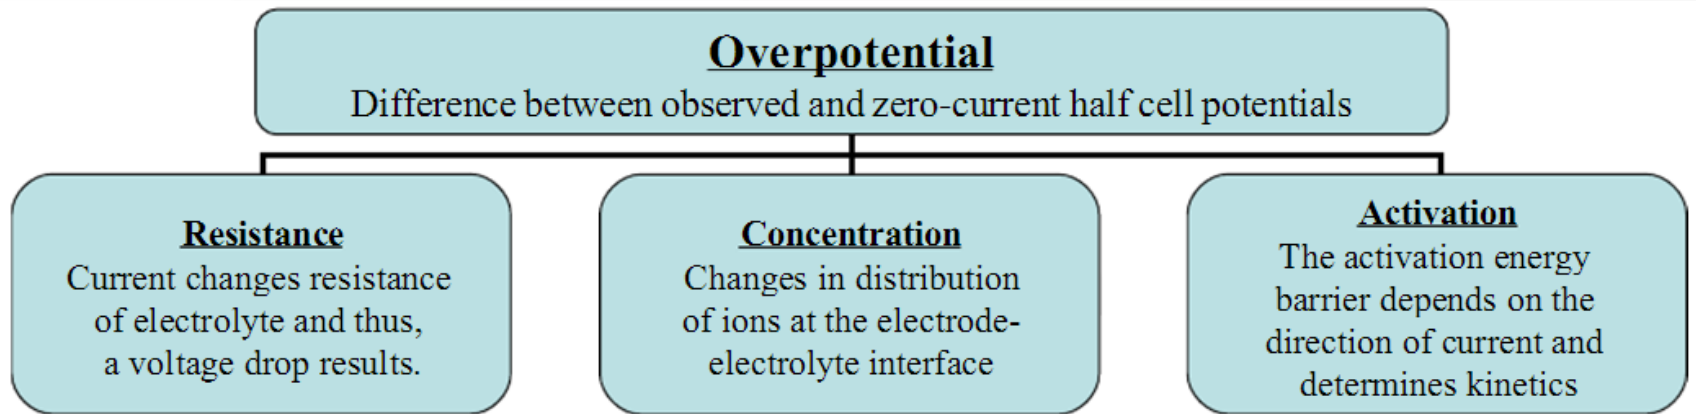 Overpotential
Difference between observed and zero-current half cell potentials
Resistance
Current changes resistance
of electrolyte and thus,
a voltage drop results.
Concentration
Changes in distribution
of ions at the electrode-
electrolyte interface
Activation
The activation energy
barrier depends on the
direction of current and
determines kinetics